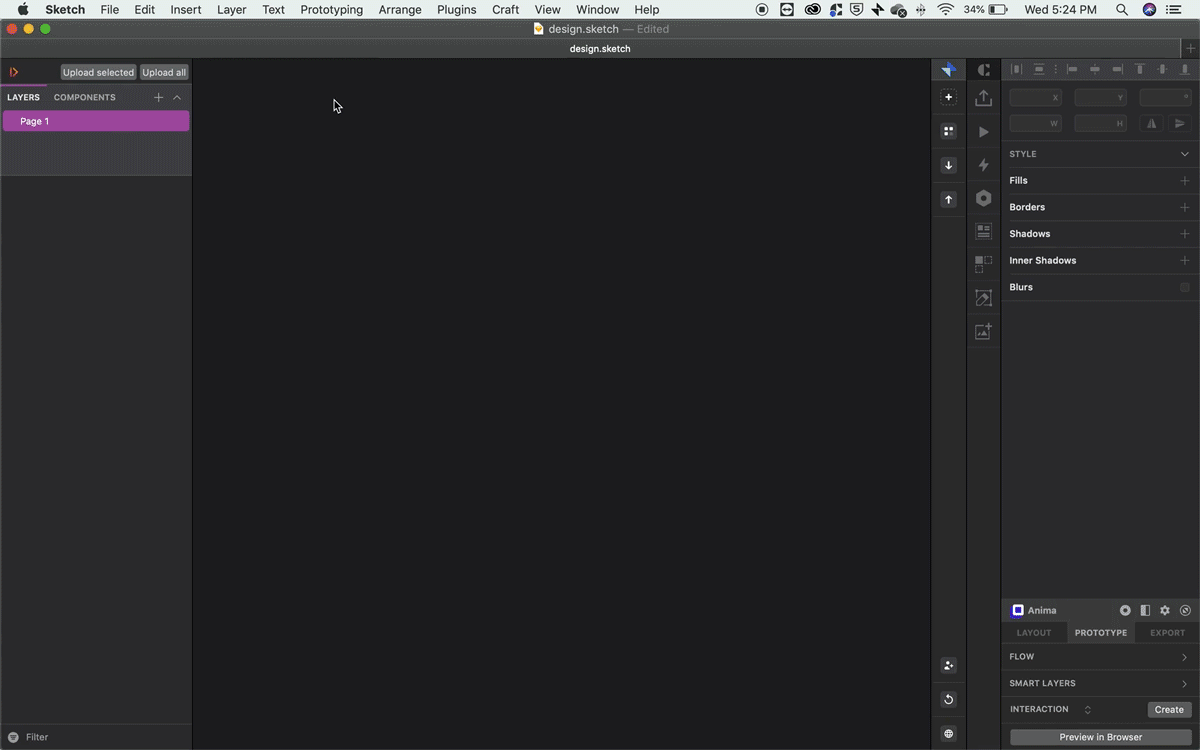 Sketch File Edit Insert Layer Text Prototyping Arrange Plugins Craft View Window Help 34% Wed 5:24 PM
design.sketch — Edited
design.sketch
Upload selected Upload all
LAYERS COMPONENTS
Page 1
Filter
X Y °
W H
STYLE
Fills
Borders
Shadows
Inner Shadows
Blurs
Anima
LAYOUT PROTOTYPE EXPORT
FLOW
SMART LAYERS
INTERACTION Create
Preview in Browser